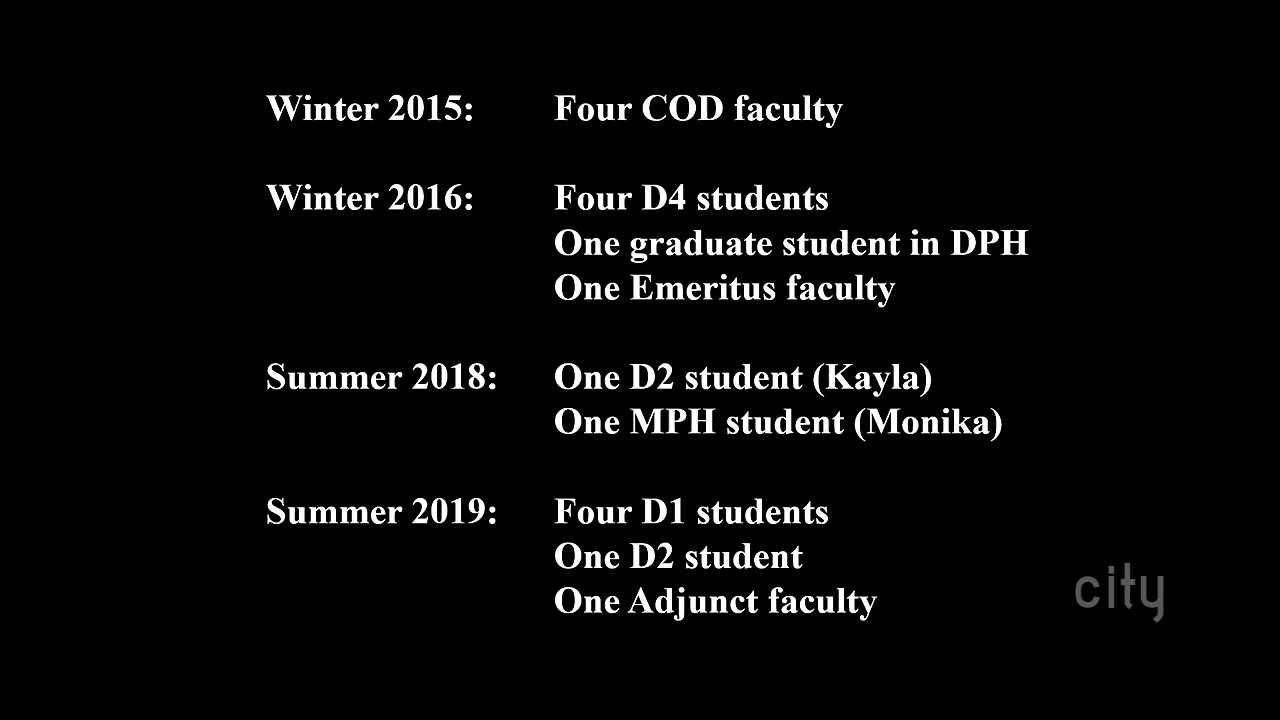 Winter 2015: Four COD faculty
Winter 2016: Four D4 students
One graduate student in DPH
One Emeritus faculty
Summer 2018: One D2 student (Kayla)
One MPH student (Monika)
Summer 2019: Four D1 students
One D2 student
One Adjunct faculty
city